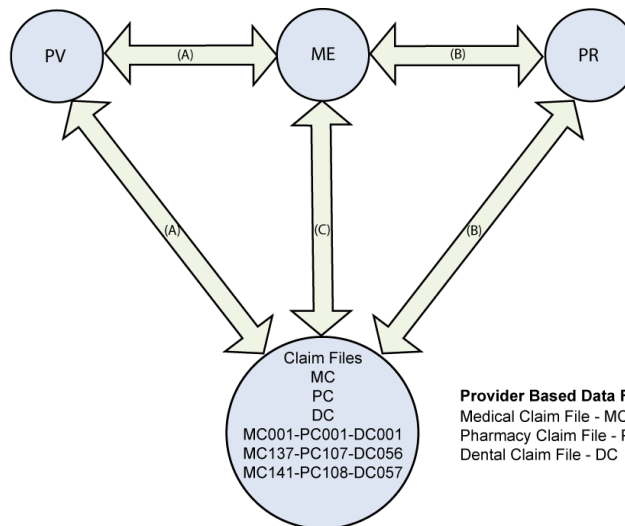 PV
(A)
ME
(B)
PR
(A)
(C)
(B)
Claim Files
MC
PC
DC
MC001-PC001-DC001
MC137-PC107-DC056
MC141-PC108-DC057
Provider Based Data
Medical Claim File - MC
Pharmacy Claim File -
Dental Claim File - DC